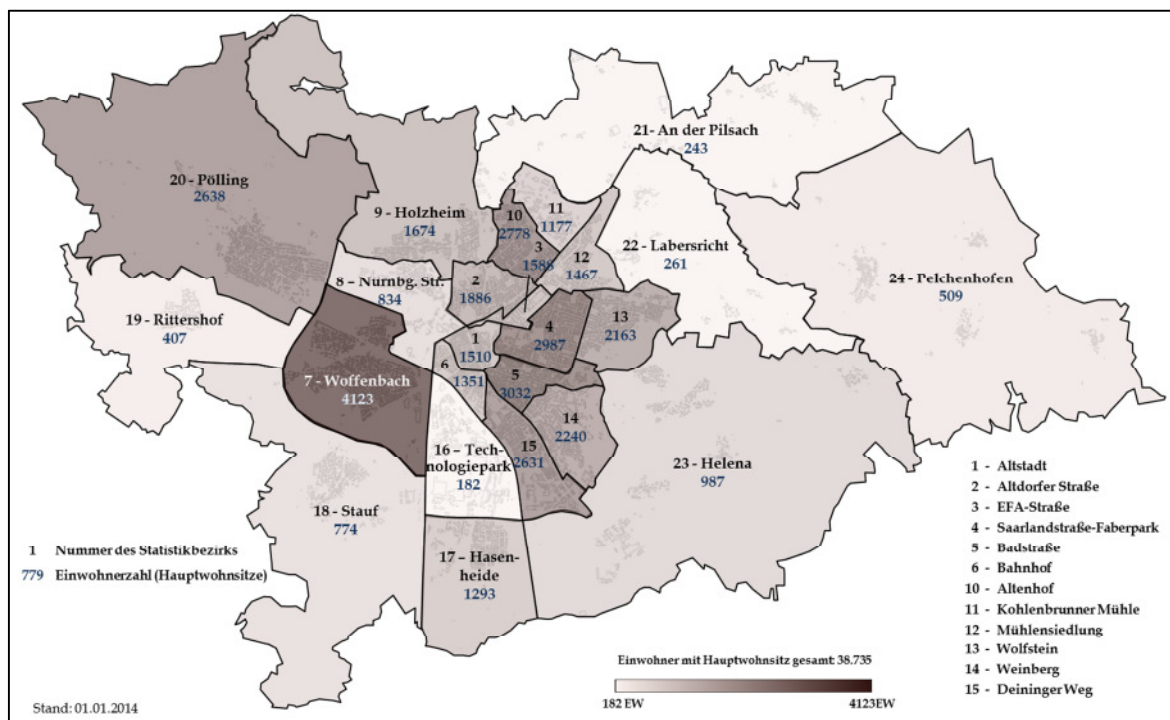 21- An der Pilsach
243
20 - Pölling
2638
9 - Holzheim
1674
10
2778
11
1177
3
1588
12
1467
22 - Labersricht
261
24 - Pelchenhofen
509
8 – Nürnbg. Str.
834
2
1886
19 - Rittershof
407
13
2163
4
2987
1
1510
6
1351
5
3032
7 - Woffenbach
4123
14
2240
15
2631
16 – Tech-
nologiepark
182
23 - Helena
987
18 - Stauf
774
17 – Hasen-
heide
1293
1 Nummer des Statistikbezirks
779 Einwohnerzahl (Hauptwohnsitze)
1 - Altstadt
2 - Altdorfer Straße
3 - EFA-Straße
4 - Saarlandstraße-Faberpark
5 - Badstraße
6 - Bahnhof
10 - Altenhof
11 - Kohlenbrunner Mühle
12 - Mühlensiedlung
13 - Wolfstein
14 - Weinberg
15 - Deininger Weg
Einwohner mit Hauptwohnsitz gesamt: 38.735
182 EW 4123EW
Stand: 01.01.2014